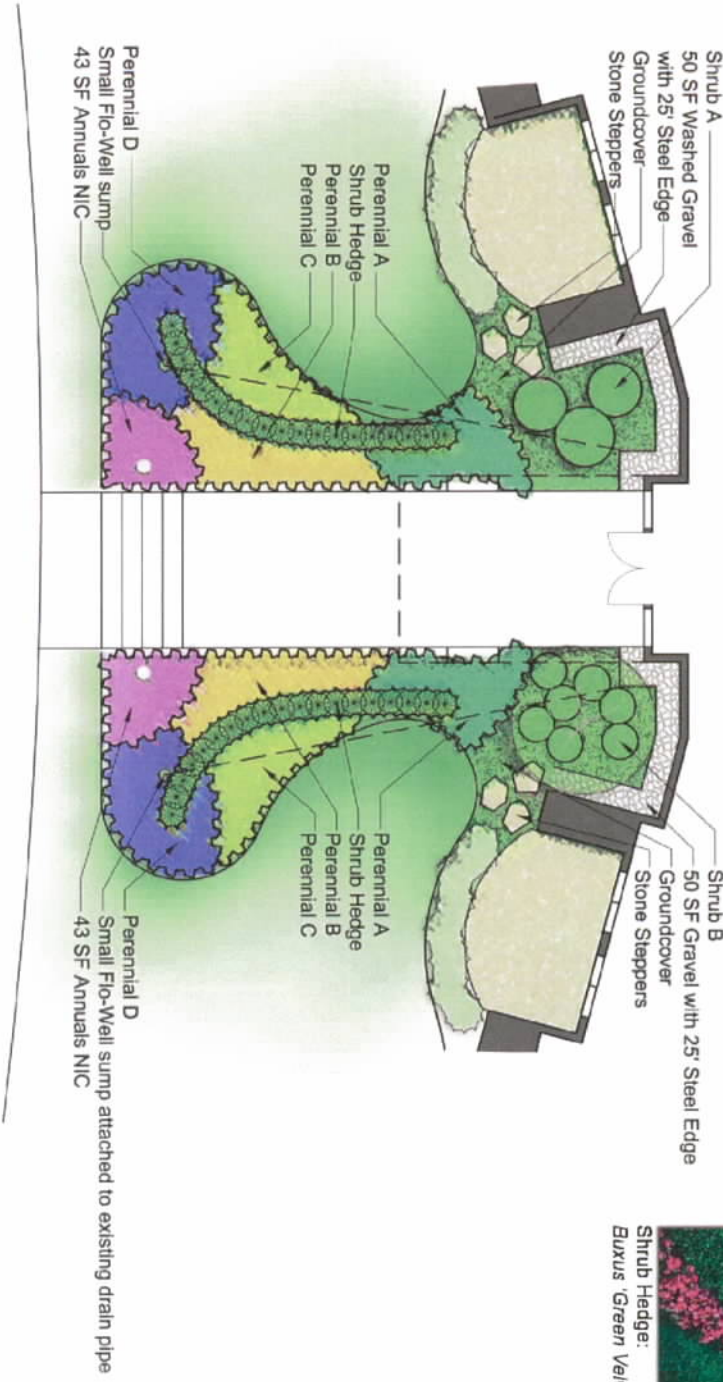 Shrub A
50 SF Washed Gravel
with 25' Steel Edge
Groundcover
Stone Steppers
Perennial A
Shrub Hedge
Perennial B
Perennial C
Perennial D
Small Flo-Well sump
43 SF Annuals NIC
Shrub B
50 SF Gravel with 25' Steel Edge
Groundcover
Stone Steppers
Perennial A
Shrub Hedge
Perennial B
Perennial C
Perennial D
Small Flo-Well sump attached to existing drain pipe
43 SF Annuals NIC
Shrub Hedge:
Buxus 'Green Vel